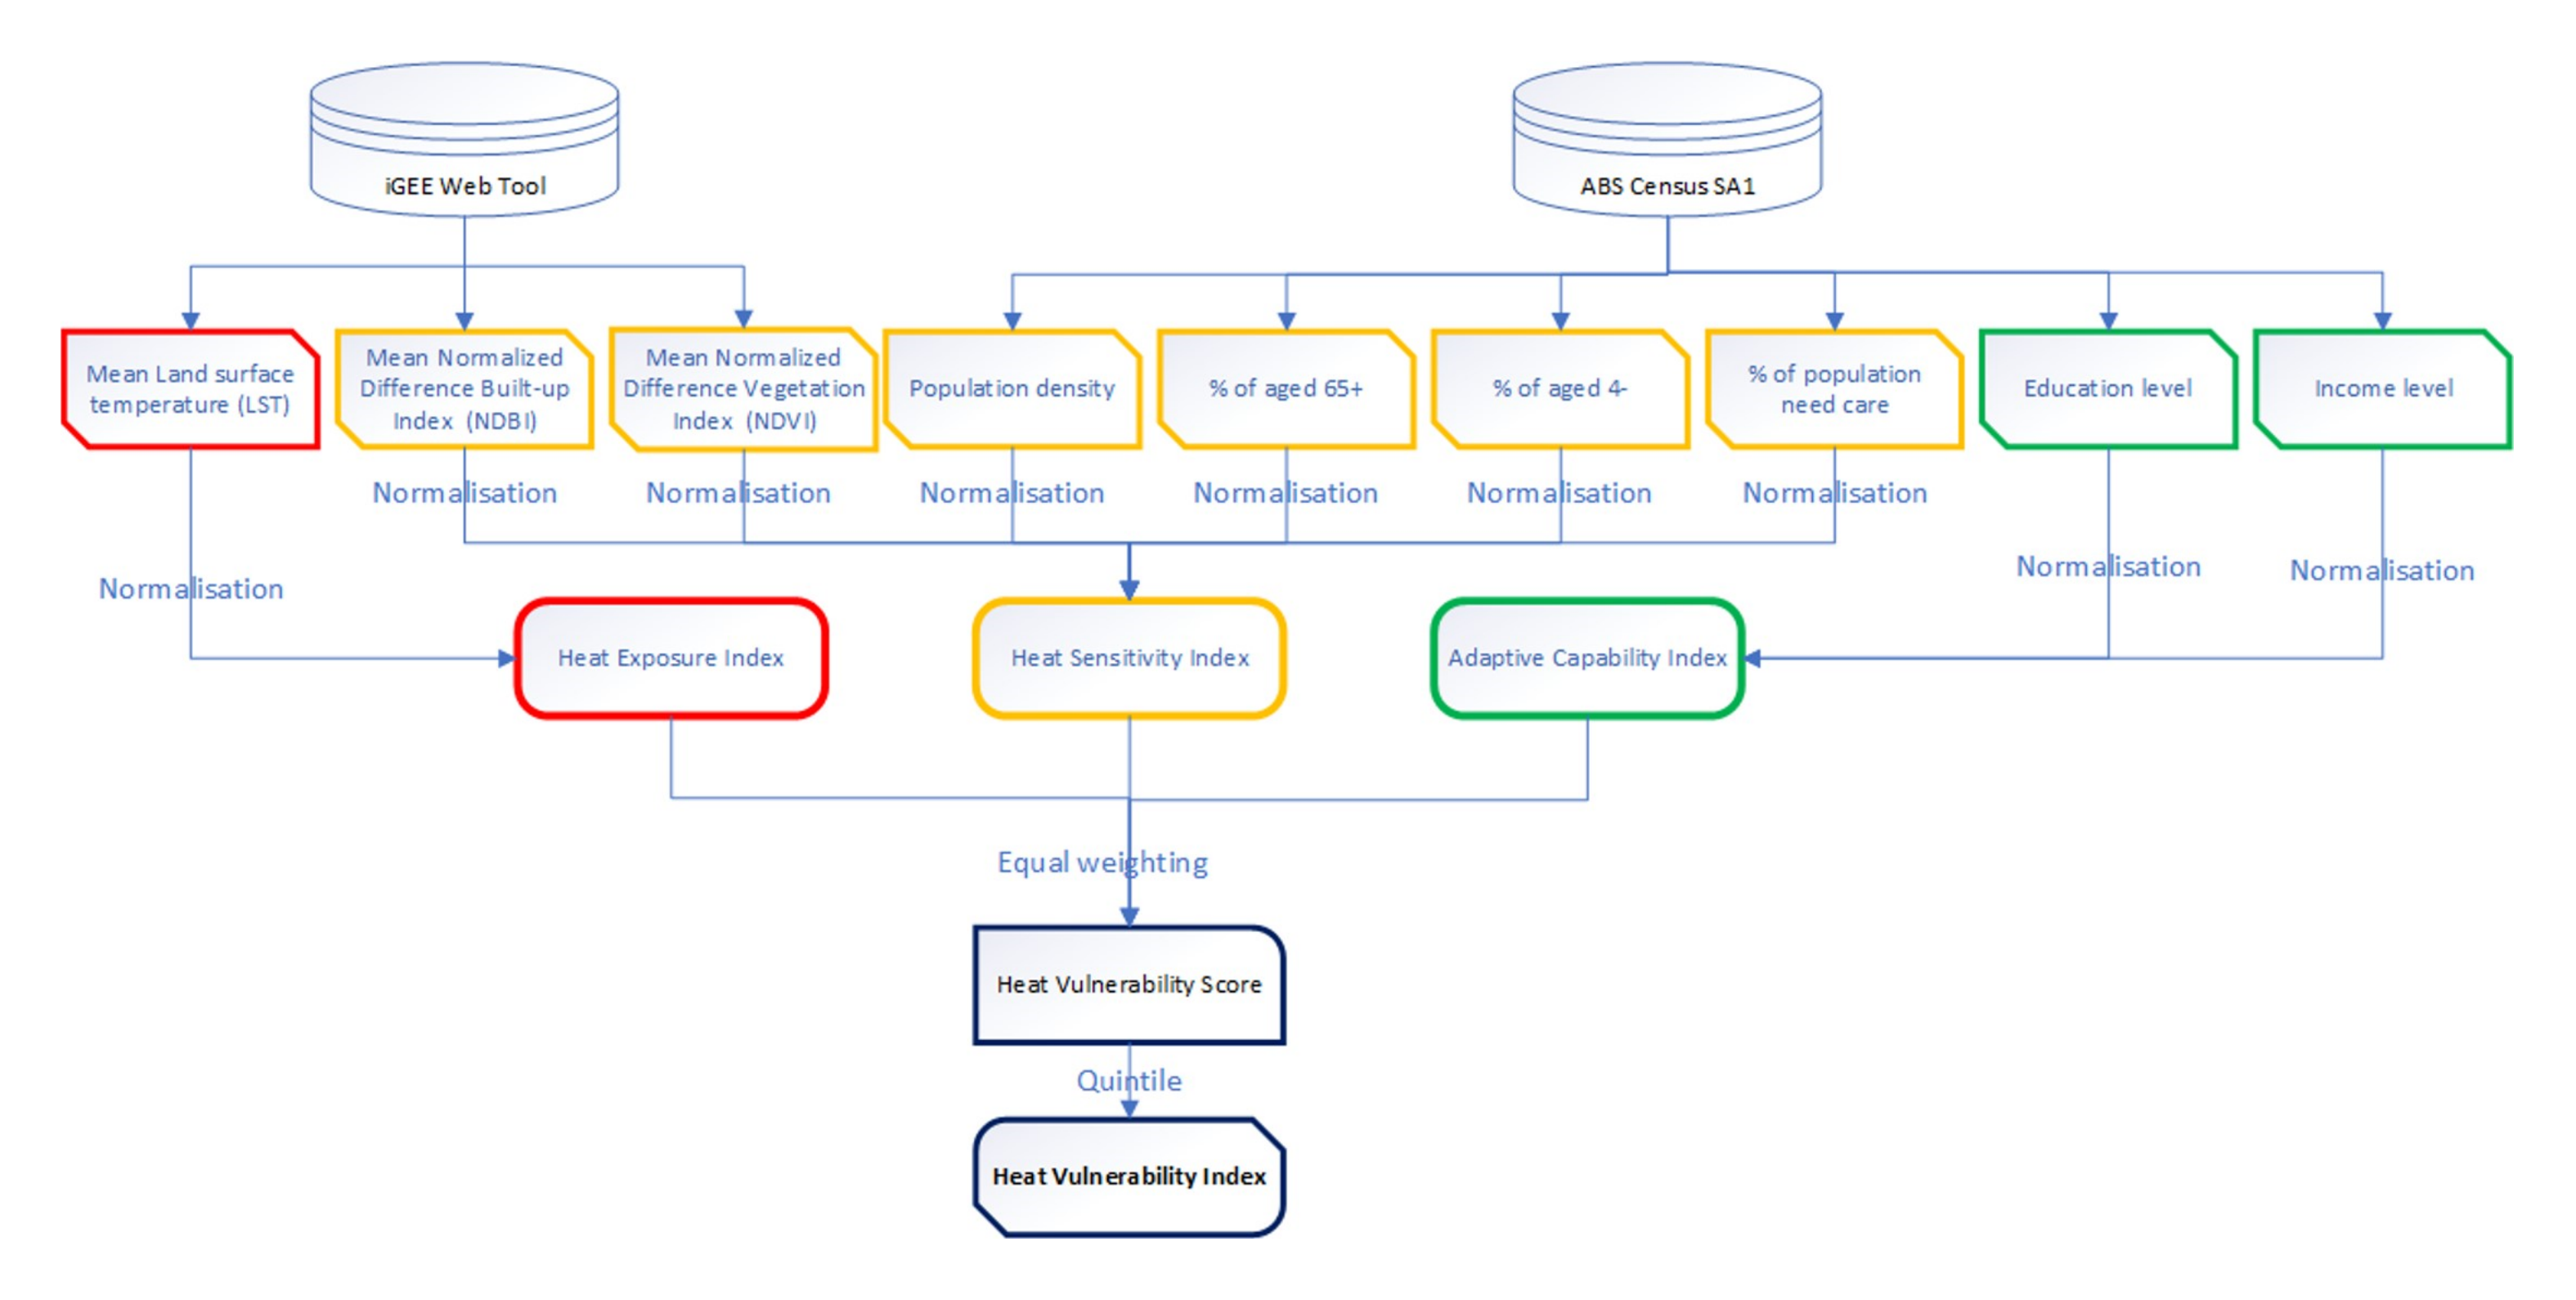 iGEE Web Tool
ABS Census SA1
Mean Land surface
temperature (LST)
Mean Normalized
Difference Built-up
Index (NDBI)
Mean Normalized
Difference Vegetation
Index (NDVI)
Population density
% of aged 65+
% of aged 4-
% of population
need care
Education level
Income level
Normalisation
Normalisation
Normalisation
Normalisation
Normalisation
Normalisation
Normalisation
Normalisation
Normalisation
Heat Exposure Index
Heat Sensitivity Index
Adaptive Capability Index
Equal weighting
Heat Vulnerability Score
Quintile
Heat Vulnerability Index